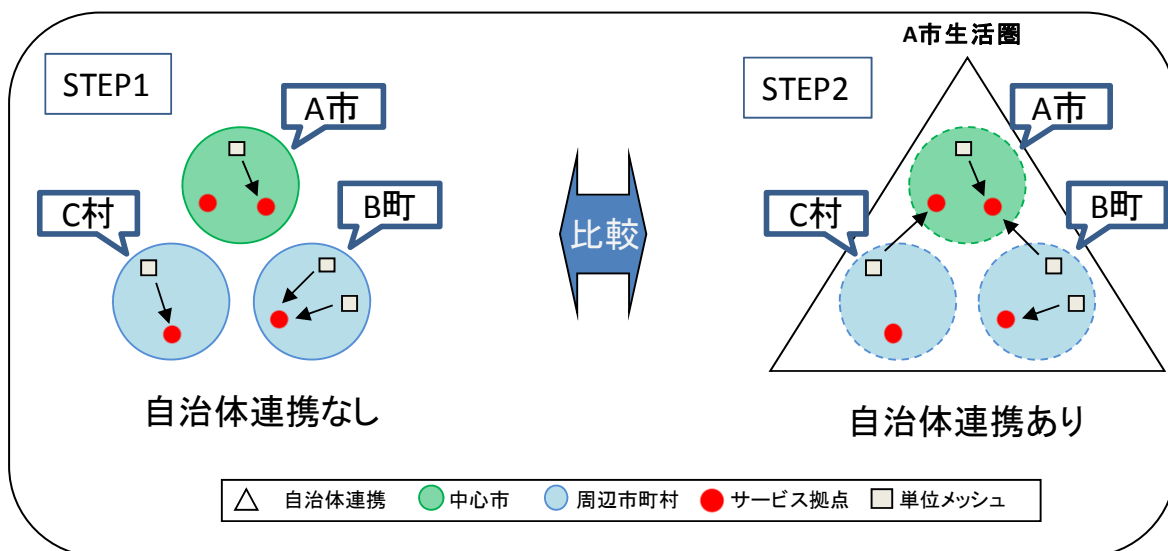 A市生活圏
STEP1
A市
C村
B町
自治体連携なし
比較
STEP2
A市
C村
B町
自治体連携あり
自治体連携 中心市 周辺市町村 サービス拠点 単位メッシュ